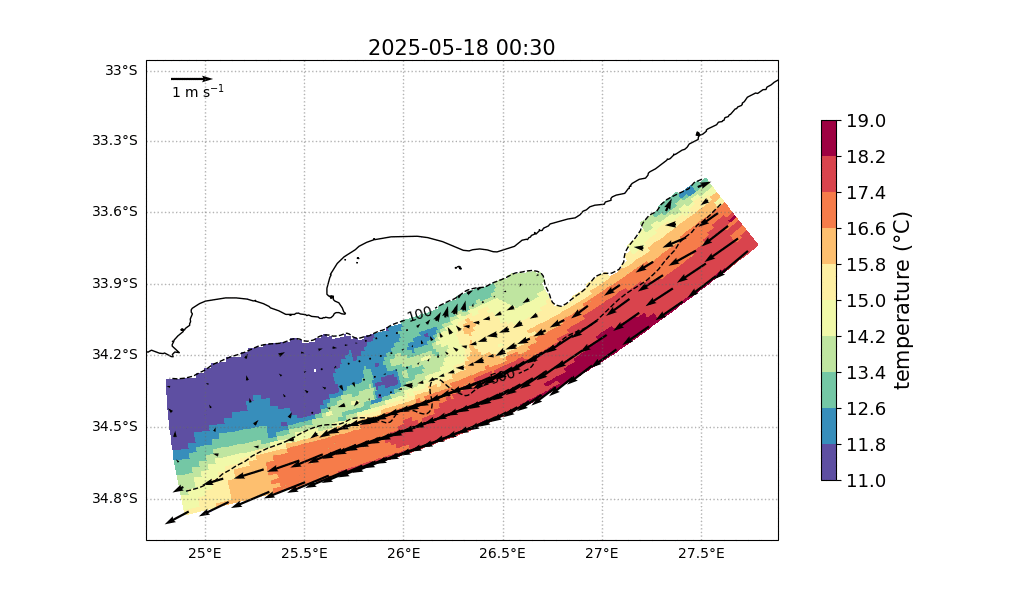 2025-05-18 00:30
1 m s⁻¹
33°S
33.3°S
33.6°S
33.9°S
34.2°S
34.5°S
34.8°S
25°E
25.5°E
26°E
26.5°E
27°E
27.5°E
100
19.0
18.2
17.4
16.6
15.8
15.0
14.2
13.4
12.6
11.8
11.0
temperature (°C)